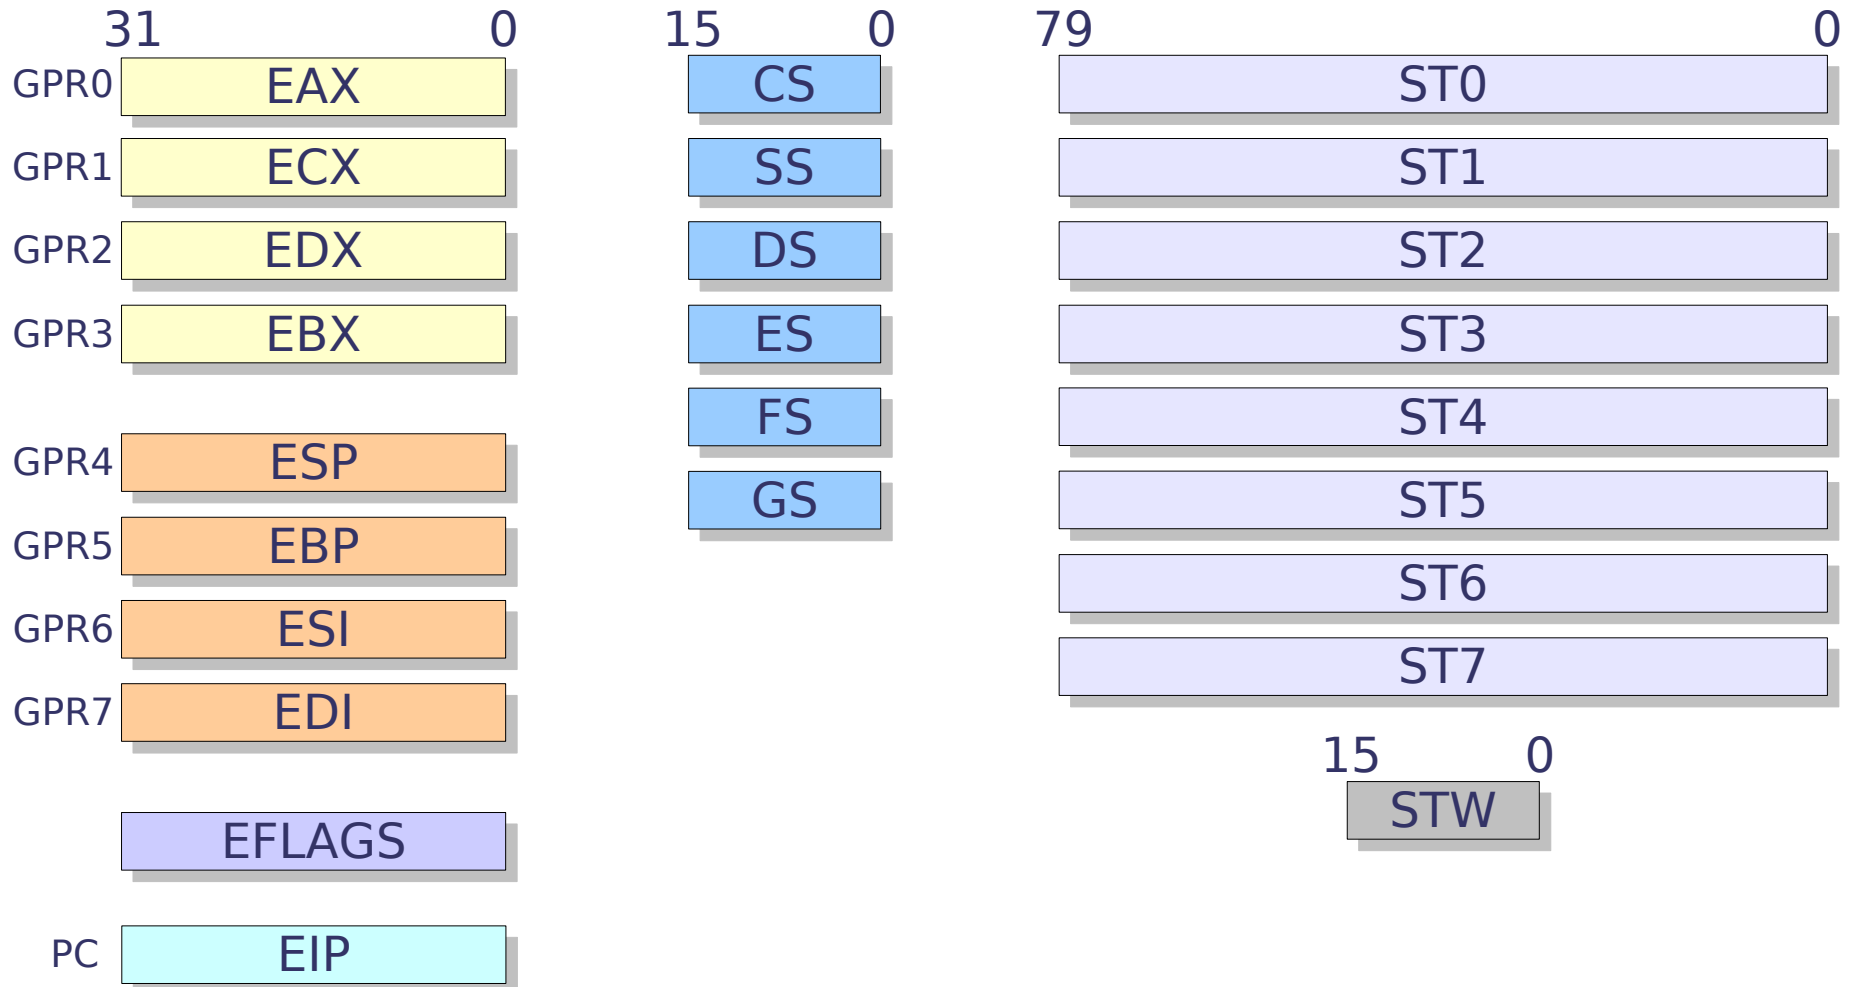 31 0
GPR0 EAX
GPR1 ECX
GPR2 EDX
GPR3 EBX
GPR4 ESP
GPR5 EBP
GPR6 ESI
GPR7 EDI
EFLAGS
PC EIP
15 0
CS
SS
DS
ES
FS
GS
79 0
ST0
ST1
ST2
ST3
ST4
ST5
ST6
ST7
15 0
STW